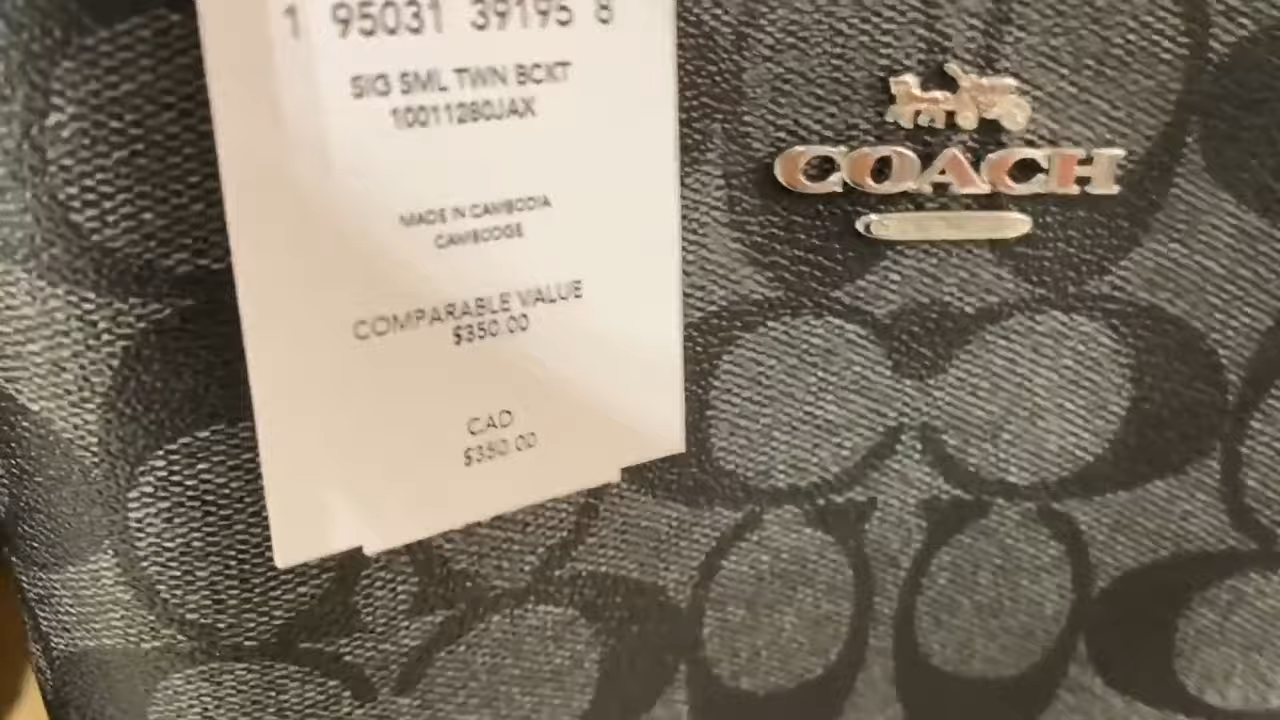 1 95031 39195 8
SIG SML TWN BCKT
10011280JAX
MADE IN CAMBODIA
CAMBODGE
COMPARABLE VALUE
$350.00
CAD
$350.00
COACH